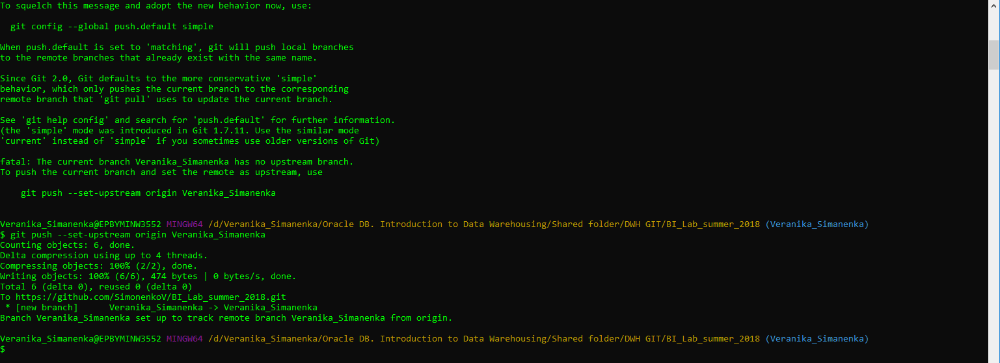 To squelch this message and adopt the new behavior now, use:
git config --global push.default simple
When push.default is set to 'matching', git will push local branches
to the remote branches that already exist with the same name.
Since Git 2.0, Git defaults to the more conservative 'simple'
behavior, which only pushes the current branch to the corresponding
remote branch that 'git pull' uses to update the current branch.
See 'git help config' and search for 'push.default' for further information.
(the 'simple' mode was introduced in Git 1.7.11. Use the similar mode
'current' instead of 'simple' if you sometimes use older versions of Git)
fatal: The current branch Veranika_Simanenka has no upstream branch.
To push the current branch and set the remote as upstream, use
git push --set-upstream origin Veranika_Simanenka
Veranika_Simanenka@EPBYMINW3552 MINGW64 /d/Veranika_Simanenka/Oracle DB. Introduction to Data Warehousing/Shared folder/DWH GIT/BI_Lab_summer_2018 (Veranika_Simanenka)
$ git push --set-upstream origin Veranika_Simanenka
Counting objects: 6, done.
Delta compression using up to 4 threads.
Compressing objects: 100% (2/2), done.
Writing objects: 100% (6/6), 474 bytes | 0 bytes/s, done.
Total 6 (delta 0), reused 0 (delta 0)
To https://github.com/SimonenkoV/BI_Lab_summer_2018.git
* [new branch]      Veranika_Simanenka -> Veranika_Simanenka
Branch Veranika_Simanenka set up to track remote branch Veranika_Simanenka from origin.
Veranika_Simanenka@EPBYMINW3552 MINGW64 /d/Veranika_Simanenka/Oracle DB. Introduction to Data Warehousing/Shared folder/DWH GIT/BI_Lab_summer_2018 (Veranika_Simanenka)
$